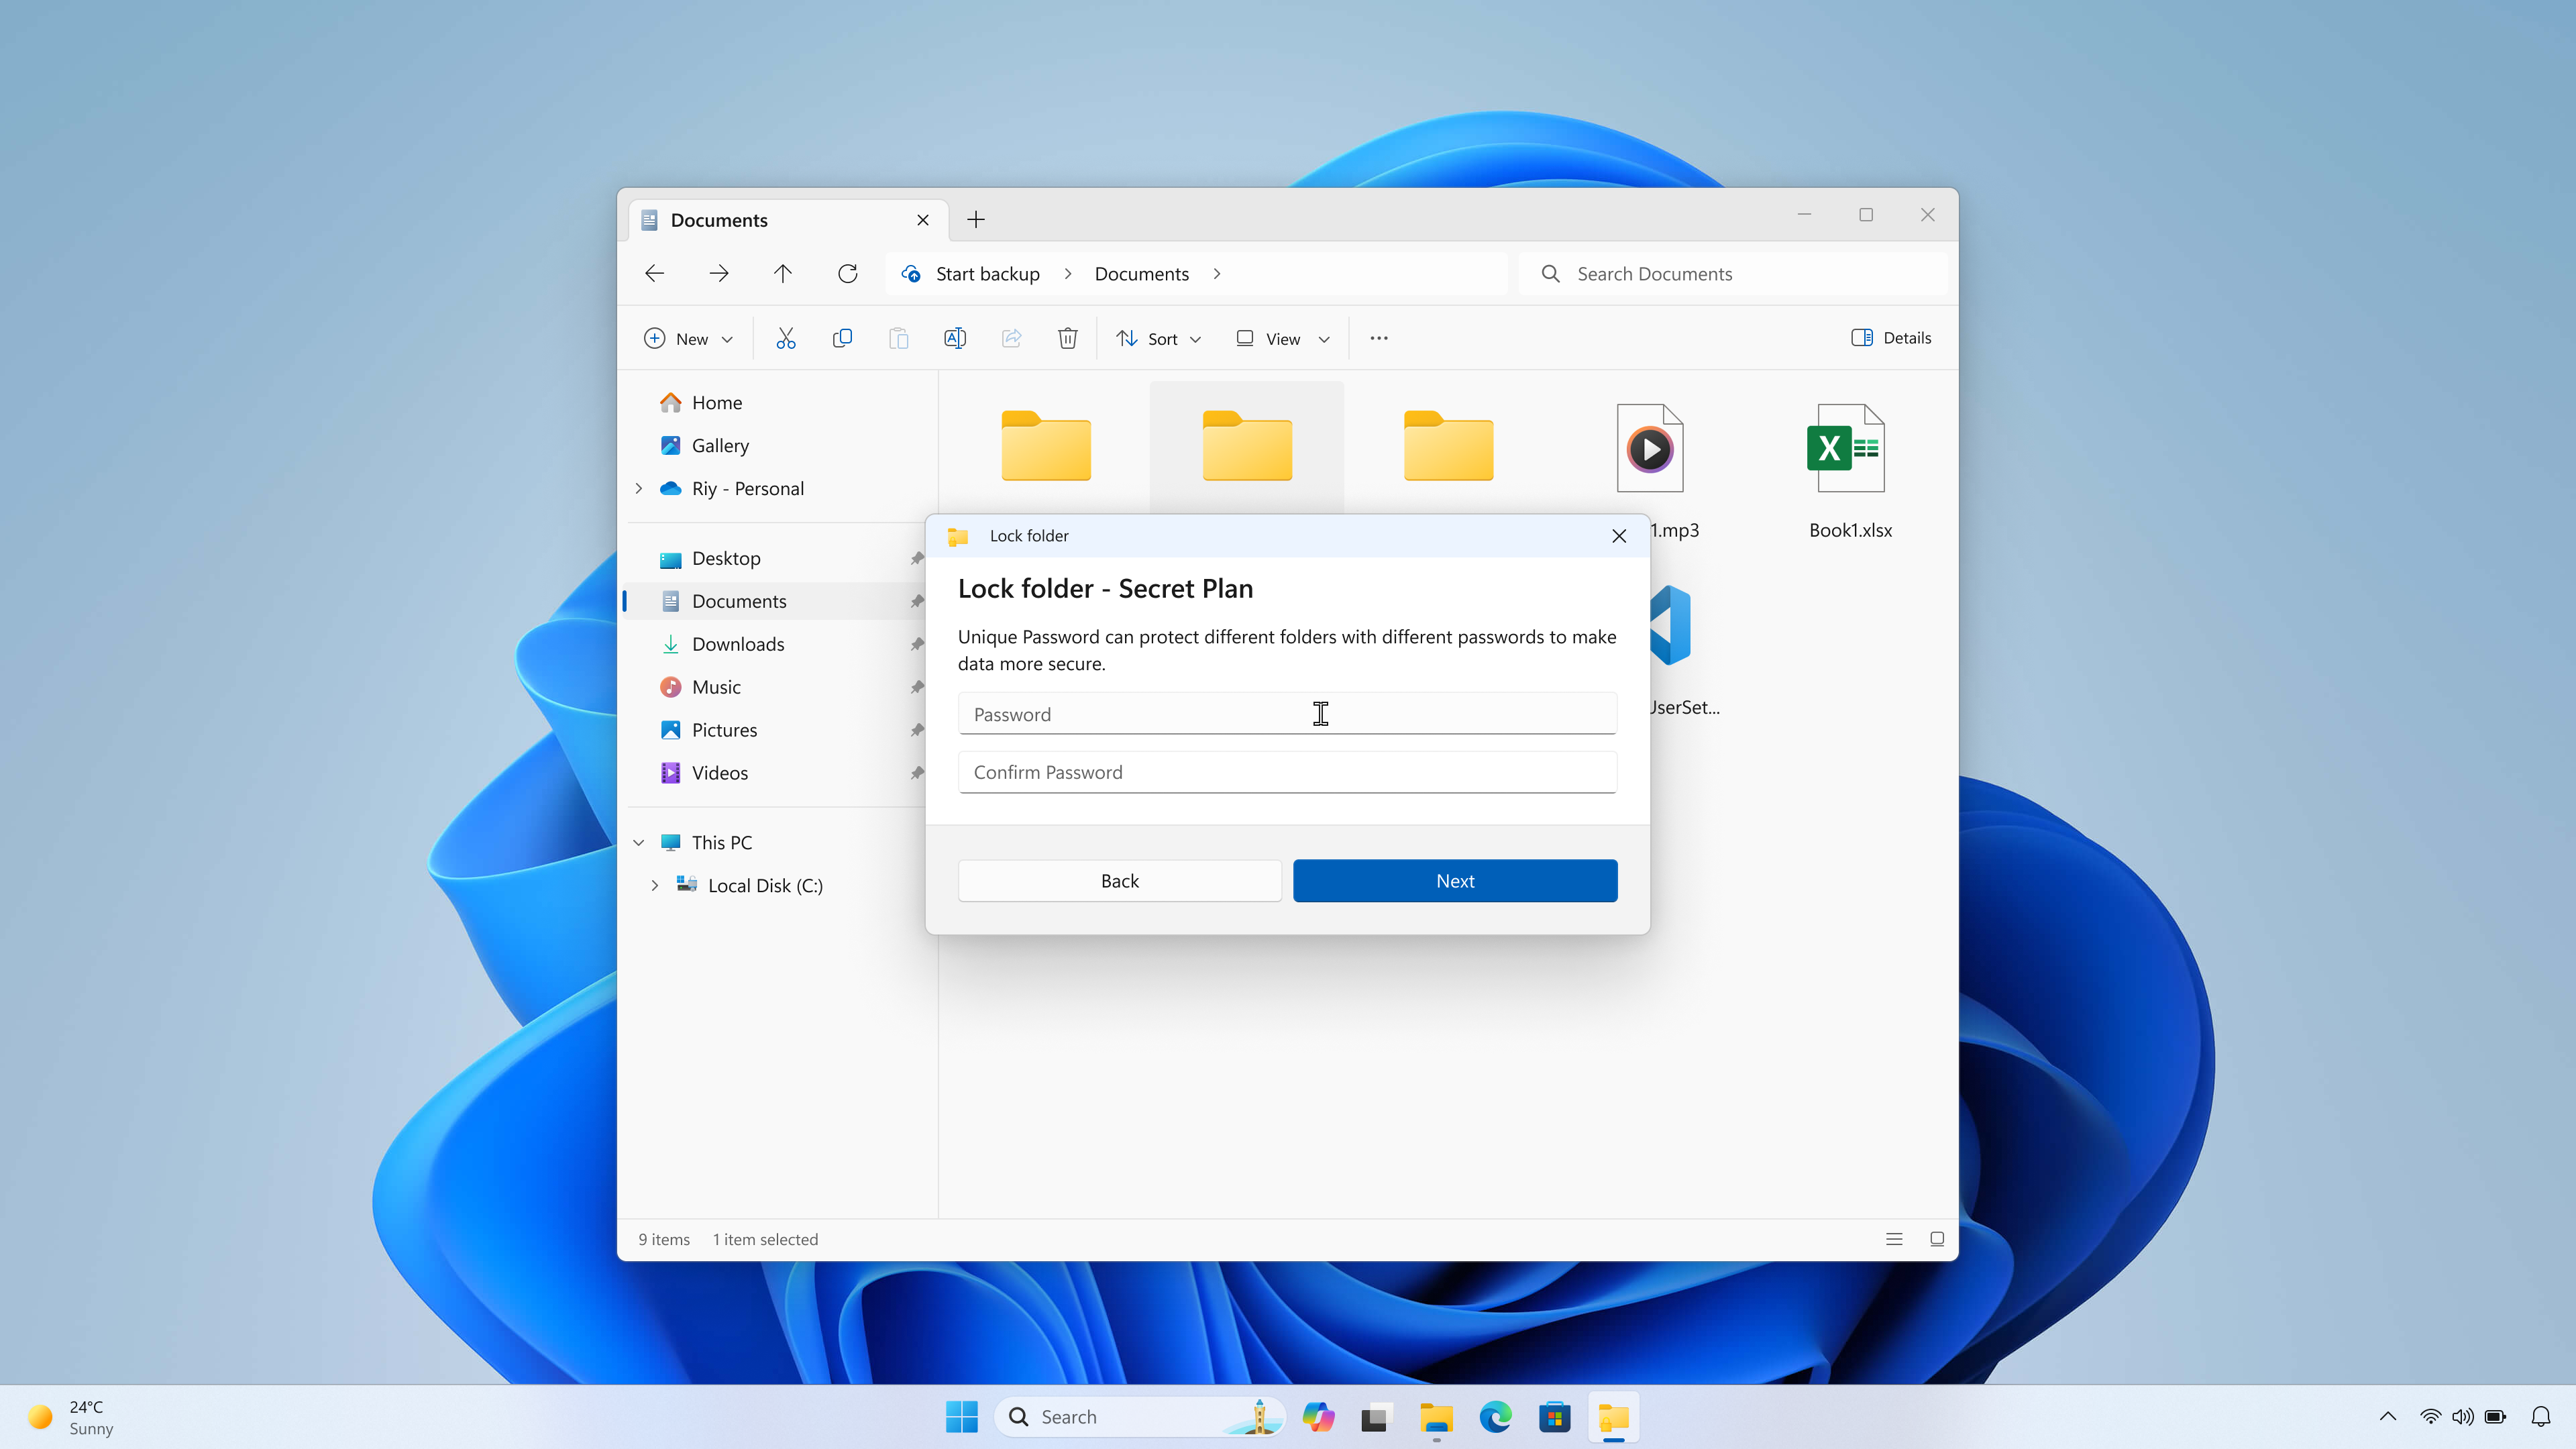 Documents
Start backup
Documents
Search Documents
New
Sort
View
Details
Home
Gallery
Riy - Personal
Desktop
Documents
Downloads
Music
Pictures
Videos
This PC
Local Disk (C:)
1.mp3
Book1.xlsx
UserSet...
Lock folder
Lock folder - Secret Plan
Unique Password can protect different folders with different passwords to make
data more secure.
Password
Confirm Password
Back
Next
9 items
1 item selected
24°C
Sunny
Search